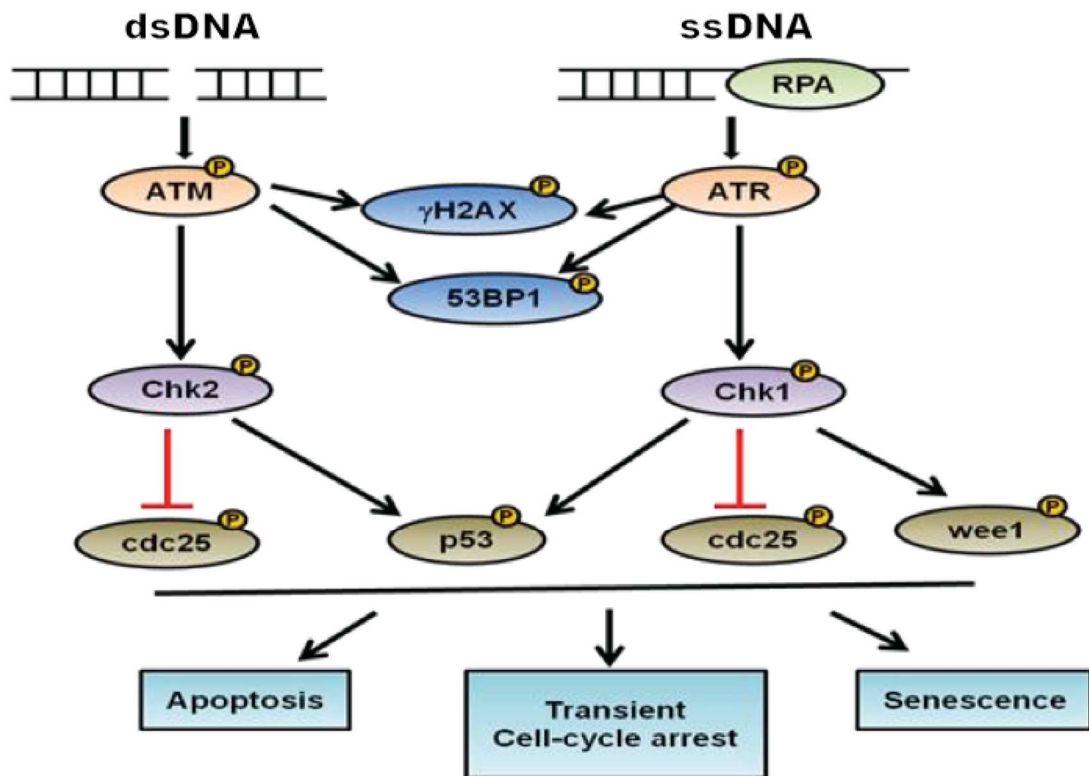 dsDNA
ssDNA
RPA
P
ATM
P
γH2AX
P
ATR
P
53BP1
P
Chk2
P
Chk1
P
cdc25
P
p53
P
cdc25
P
wee1
P
Apoptosis
Transient
Cell-cycle arrest
Senescence